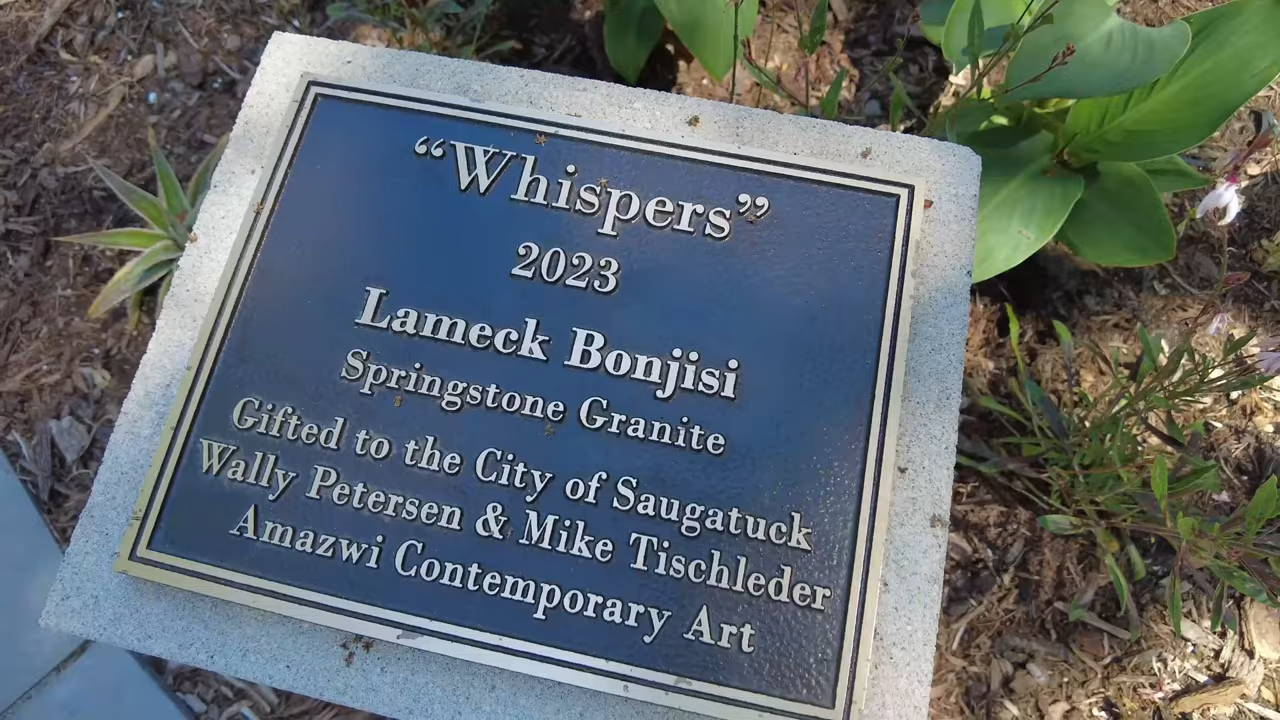 “Whispers”
2023
Lameck Bonjisi
Springstone Granite
Gifted to the City of Saugatuck
Wally Petersen & Mike Tischleder
Amazwi Contemporary Art